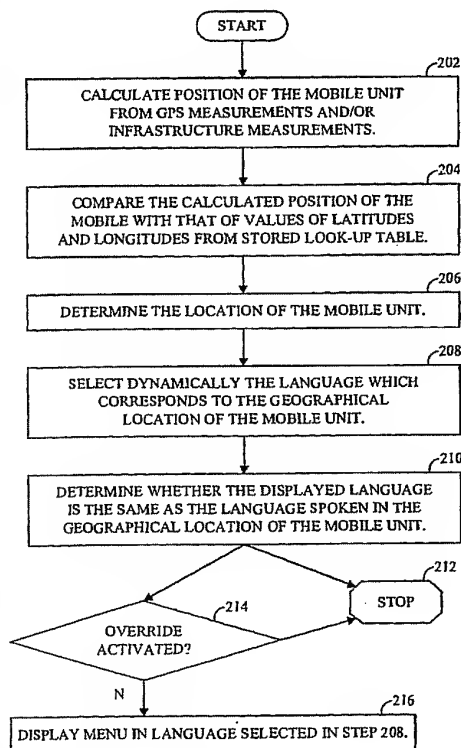 START
202
CALCULATE POSITION OF THE MOBILE UNIT
FROM GPS MEASUREMENTS AND/OR
INFRASTRUCTURE MEASUREMENTS.
204
COMPARE THE CALCULATED POSITION OF THE
MOBILE WITH THAT OF VALUES OF LATITUDES
AND LONGITUDES FROM STORED LOOK-UP TABLE.
206
DETERMINE THE LOCATION OF THE MOBILE UNIT.
208
SELECT DYNAMICALLY THE LANGUAGE WHICH
CORRESPONDS TO THE GEOGRAPHICAL
LOCATION OF THE MOBILE UNIT.
210
DETERMINE WHETHER THE DISPLAYED LANGUAGE
IS THE SAME AS THE LANGUAGE SPOKEN IN THE
GEOGRAPHICAL LOCATION OF THE MOBILE UNIT.
212
STOP
214
OVERRIDE
ACTIVATED?
N
216
DISPLAY MENU IN LANGUAGE SELECTED IN STEP 208.